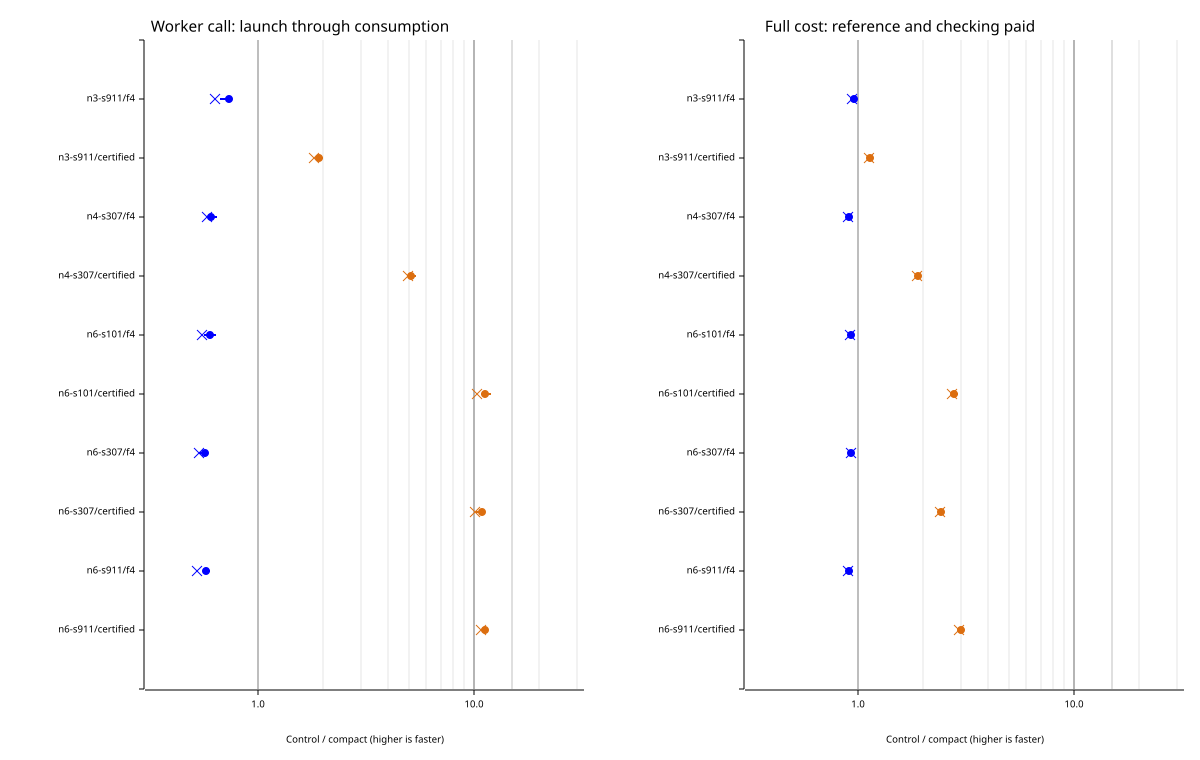 Worker call: launch through consumption
n3-s911/f4
n3-s911/certified
n4-s307/f4
n4-s307/certified
n6-s101/f4
n6-s101/certified
n6-s307/f4
n6-s307/certified
n6-s911/f4
n6-s911/certified
1.0
10.0
Control / compact (higher is faster)
Full cost: reference and checking paid
n3-s911/f4
n3-s911/certified
n4-s307/f4
n4-s307/certified
n6-s101/f4
n6-s101/certified
n6-s307/f4
n6-s307/certified
n6-s911/f4
n6-s911/certified
1.0
10.0
Control / compact (higher is faster)